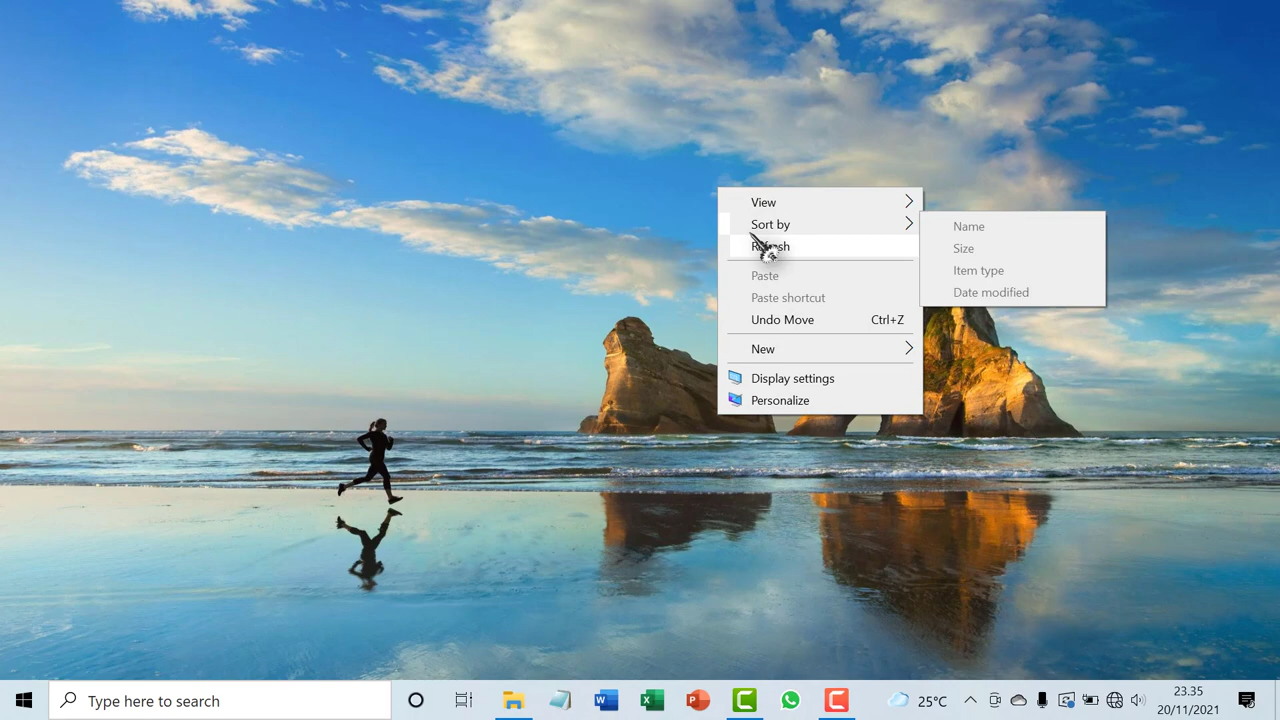 View
Sort by
Refresh
Paste
Paste shortcut
Undo Move Ctrl+Z
New
Display settings
Personalize
Name
Size
Item type
Date modified
Type here to search
25°C
23.35
20/11/2021